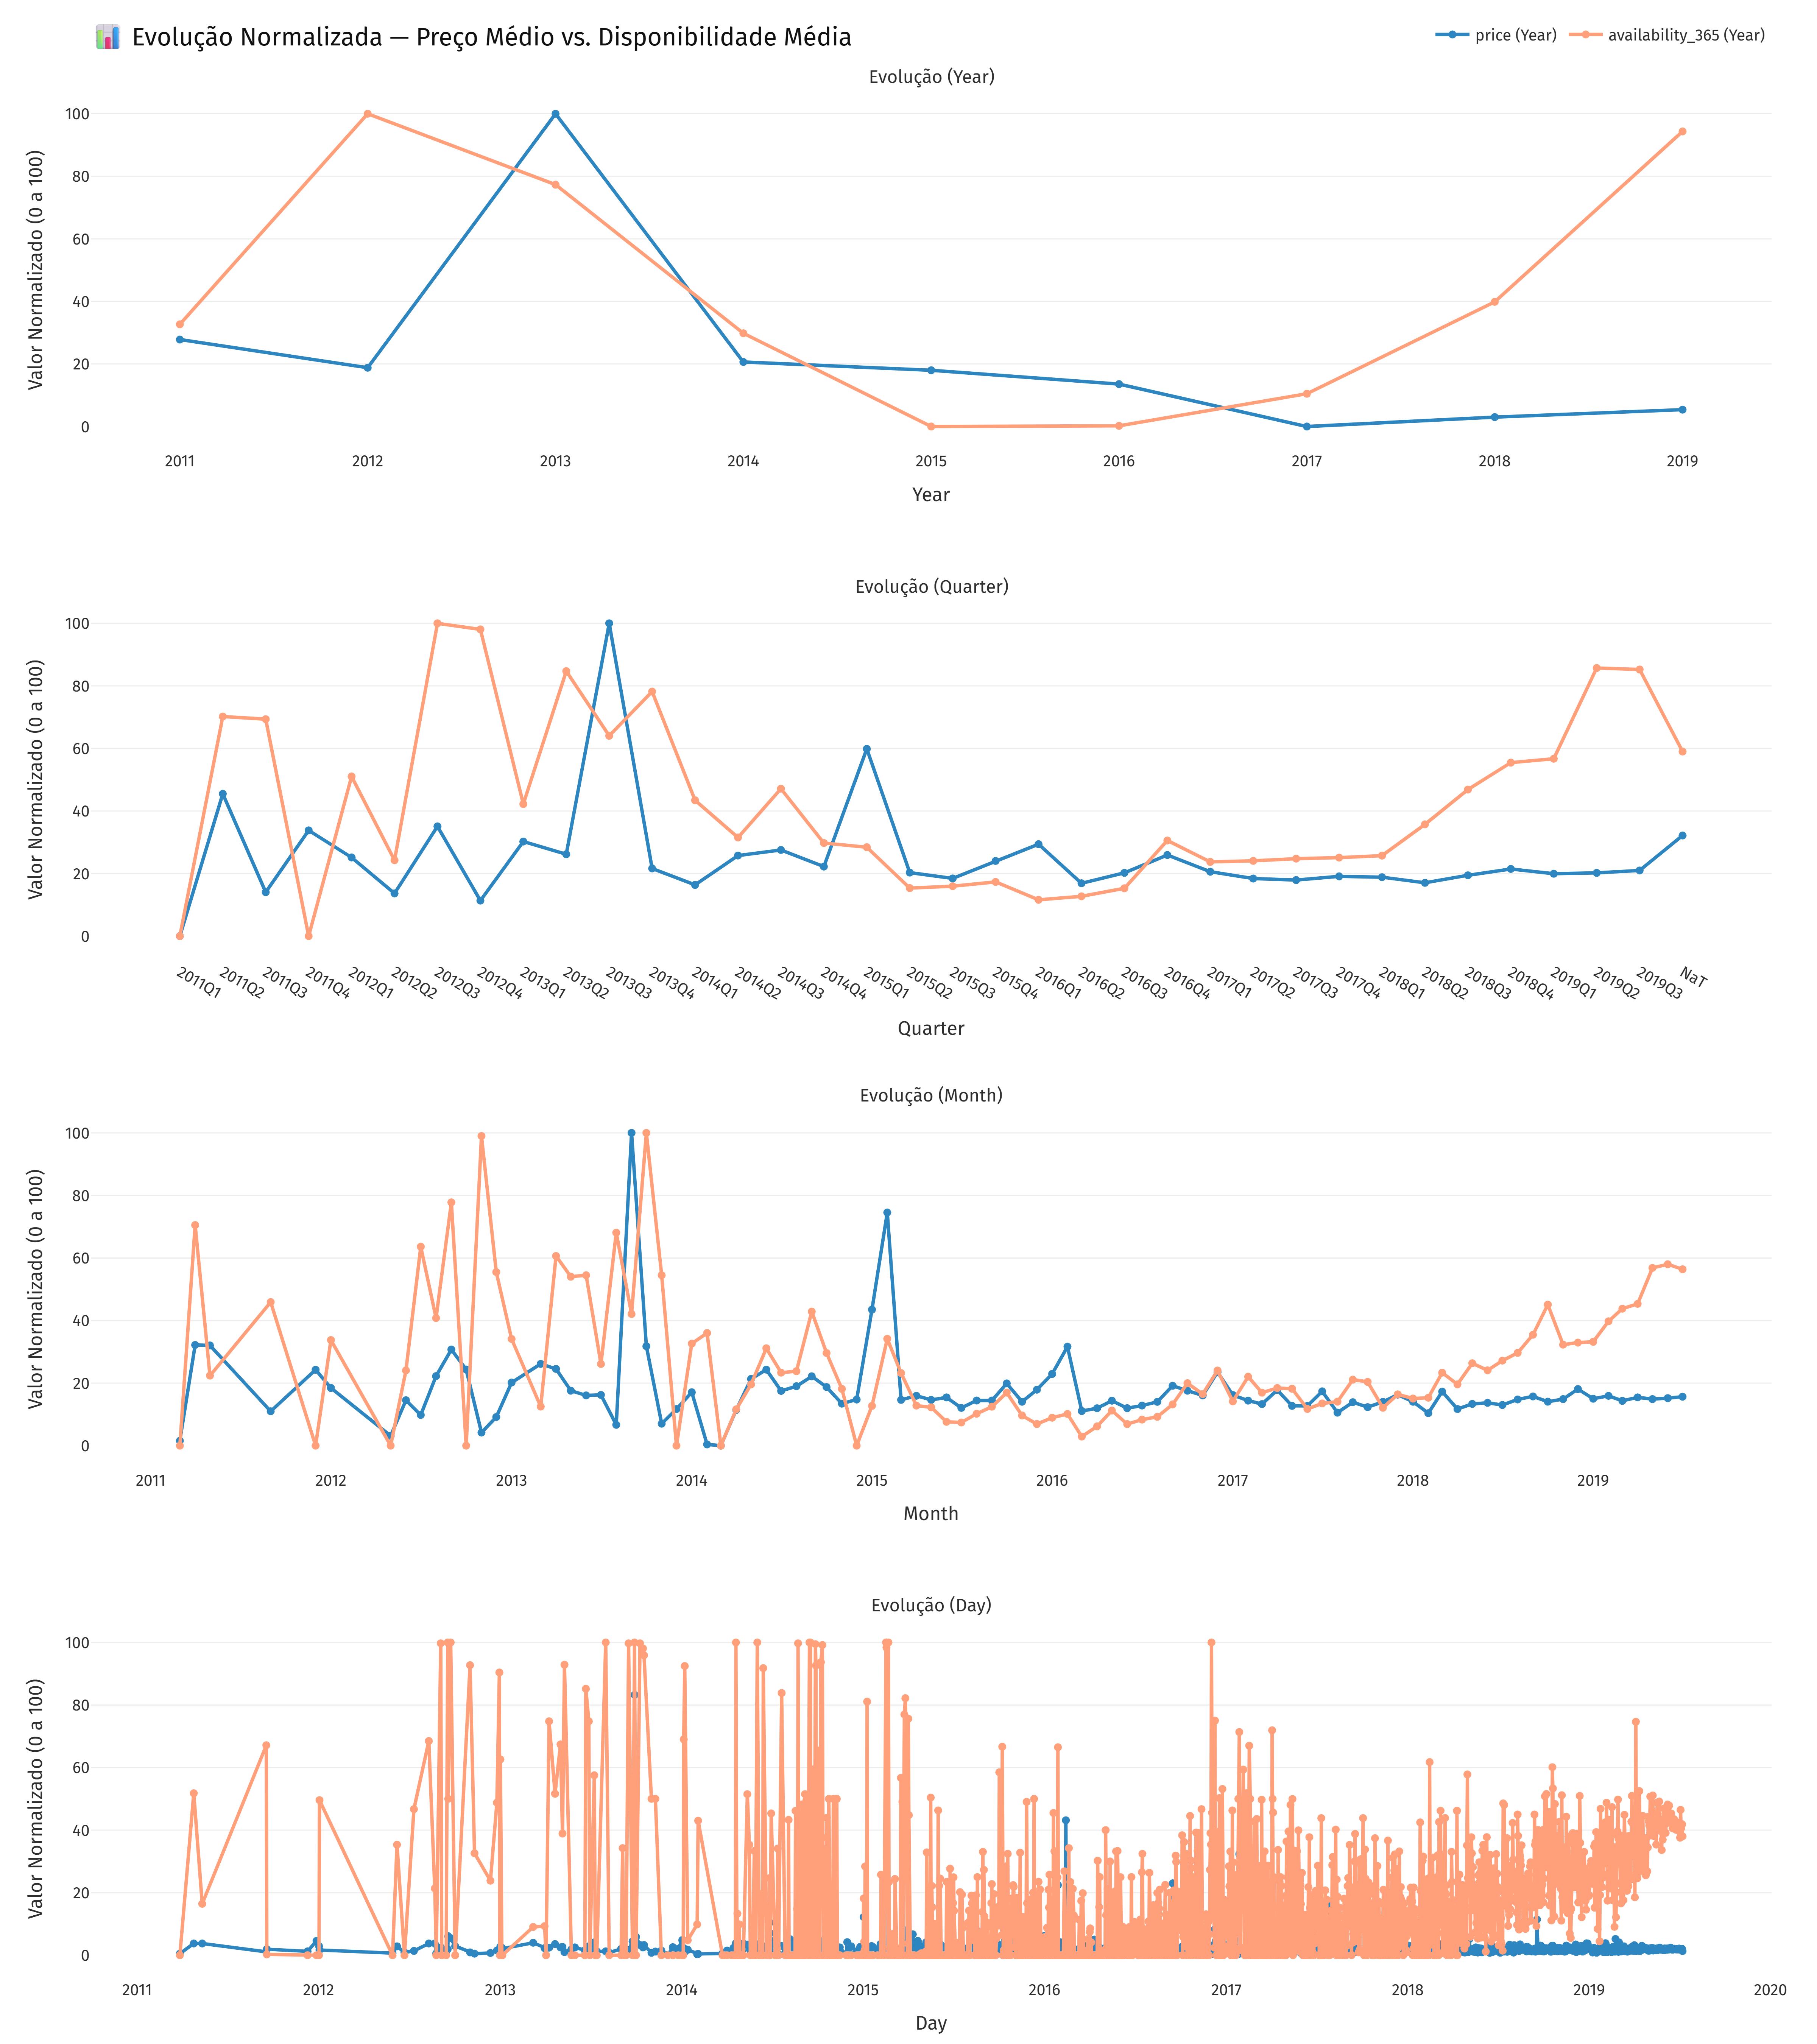 📊 Evolução Normalizada — Preço Médio vs. Disponibilidade Média
price (Year) availability_365 (Year)
Evolução (Year)
Valor Normalizado (0 a 100)
100
80
60
40
20
0
2011 2012 2013 2014 2015 2016 2017 2018 2019
Year
Evolução (Quarter)
Valor Normalizado (0 a 100)
100
80
60
40
20
0
2011Q1 2011Q2 2011Q3 2011Q4 2012Q1 2012Q2 2012Q3 2012Q4 2013Q1 2013Q2 2013Q3 2013Q4 2014Q1 2014Q2 2014Q3 2014Q4 2015Q1 2015Q2 2015Q3 2015Q4 2016Q1 2016Q2 2016Q3 2016Q4 2017Q1 2017Q2 2017Q3 2017Q4 2018Q1 2018Q2 2018Q3 2018Q4 2019Q1 2019Q2 2019Q3 NaT
Quarter
Evolução (Month)
Valor Normalizado (0 a 100)
100
80
60
40
20
0
2011 2012 2013 2014 2015 2016 2017 2018 2019
Month
Evolução (Day)
Valor Normalizado (0 a 100)
100
80
60
40
20
0
2011 2012 2013 2014 2015 2016 2017 2018 2019 2020
Day